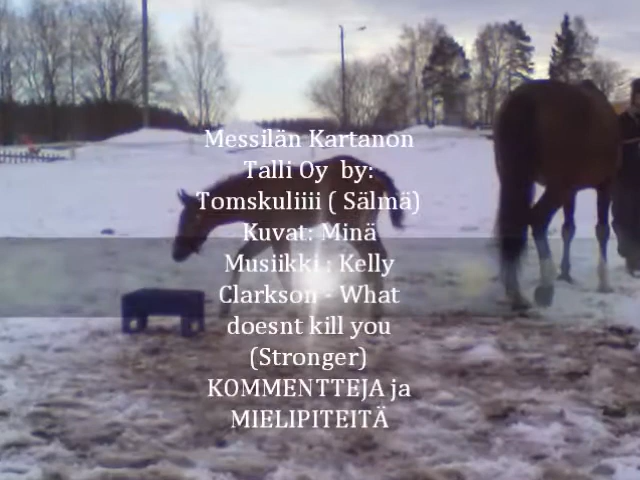 Messilän Kartanon
Talli Oy by:
Tomskuliiii ( Sälmä)
Kuvat: Minä
Musiikki : Kelly
Clarkson - What
doesnt kill you
(Stronger)
KOMMENTTEJA ja
MIELIPITEITÄ